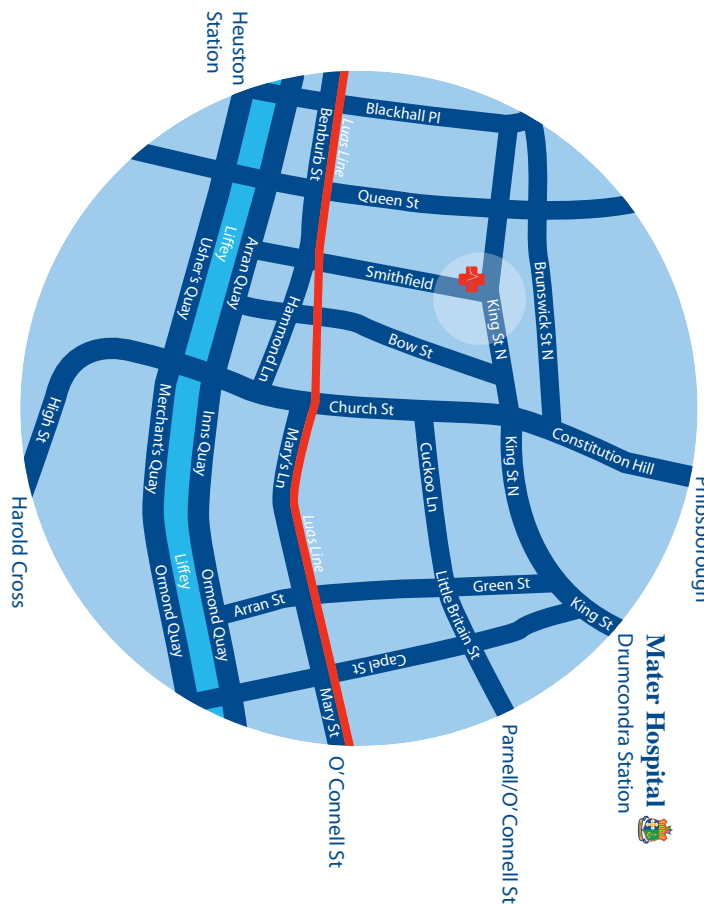 Heuston
Station
Blackhall Pl
Benburb St
Luas Line
Queen St
Liffey
Usher's Quay
Arran Quay
Smithfield
Brunswick St N
King St N
Hammond Ln
Bow St
High St
Merchant's Quay
Inns Quay
Church St
Constitution Hill
Phibsborough
Mary's Ln
Cuckoo Ln
King St N
Harold Cross
Luas Line
Liffey
Ormond Quay
Ormond Quay
Arran St
Green St
Little Britain St
King St
Capel St
Mary St
Mater Hospital
Drumcondra Station
O'Connell St
Parnell/O'Connell St